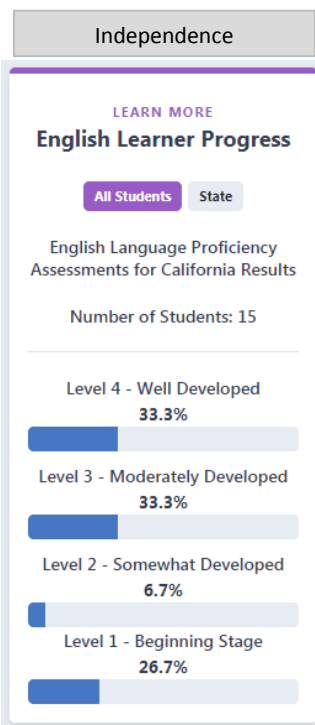 Independence
LEARN MORE
English Learner Progress
All Students State
English Language Proficiency
Assessments for California Results
Number of Students: 15
Level 4 - Well Developed
33.3%
Level 3 - Moderately Developed
33.3%
Level 2 - Somewhat Developed
6.7%
Level 1 - Beginning Stage
26.7%